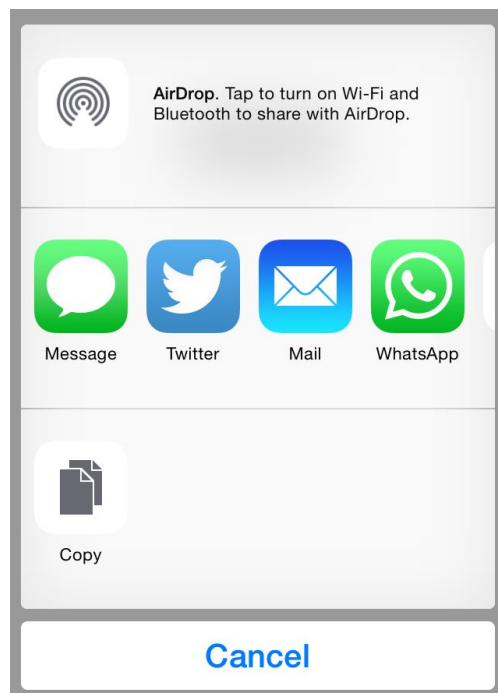 AirDrop. Tap to turn on Wi-Fi and
Bluetooth to share with AirDrop.
Message Twitter Mail WhatsApp
Copy
Cancel